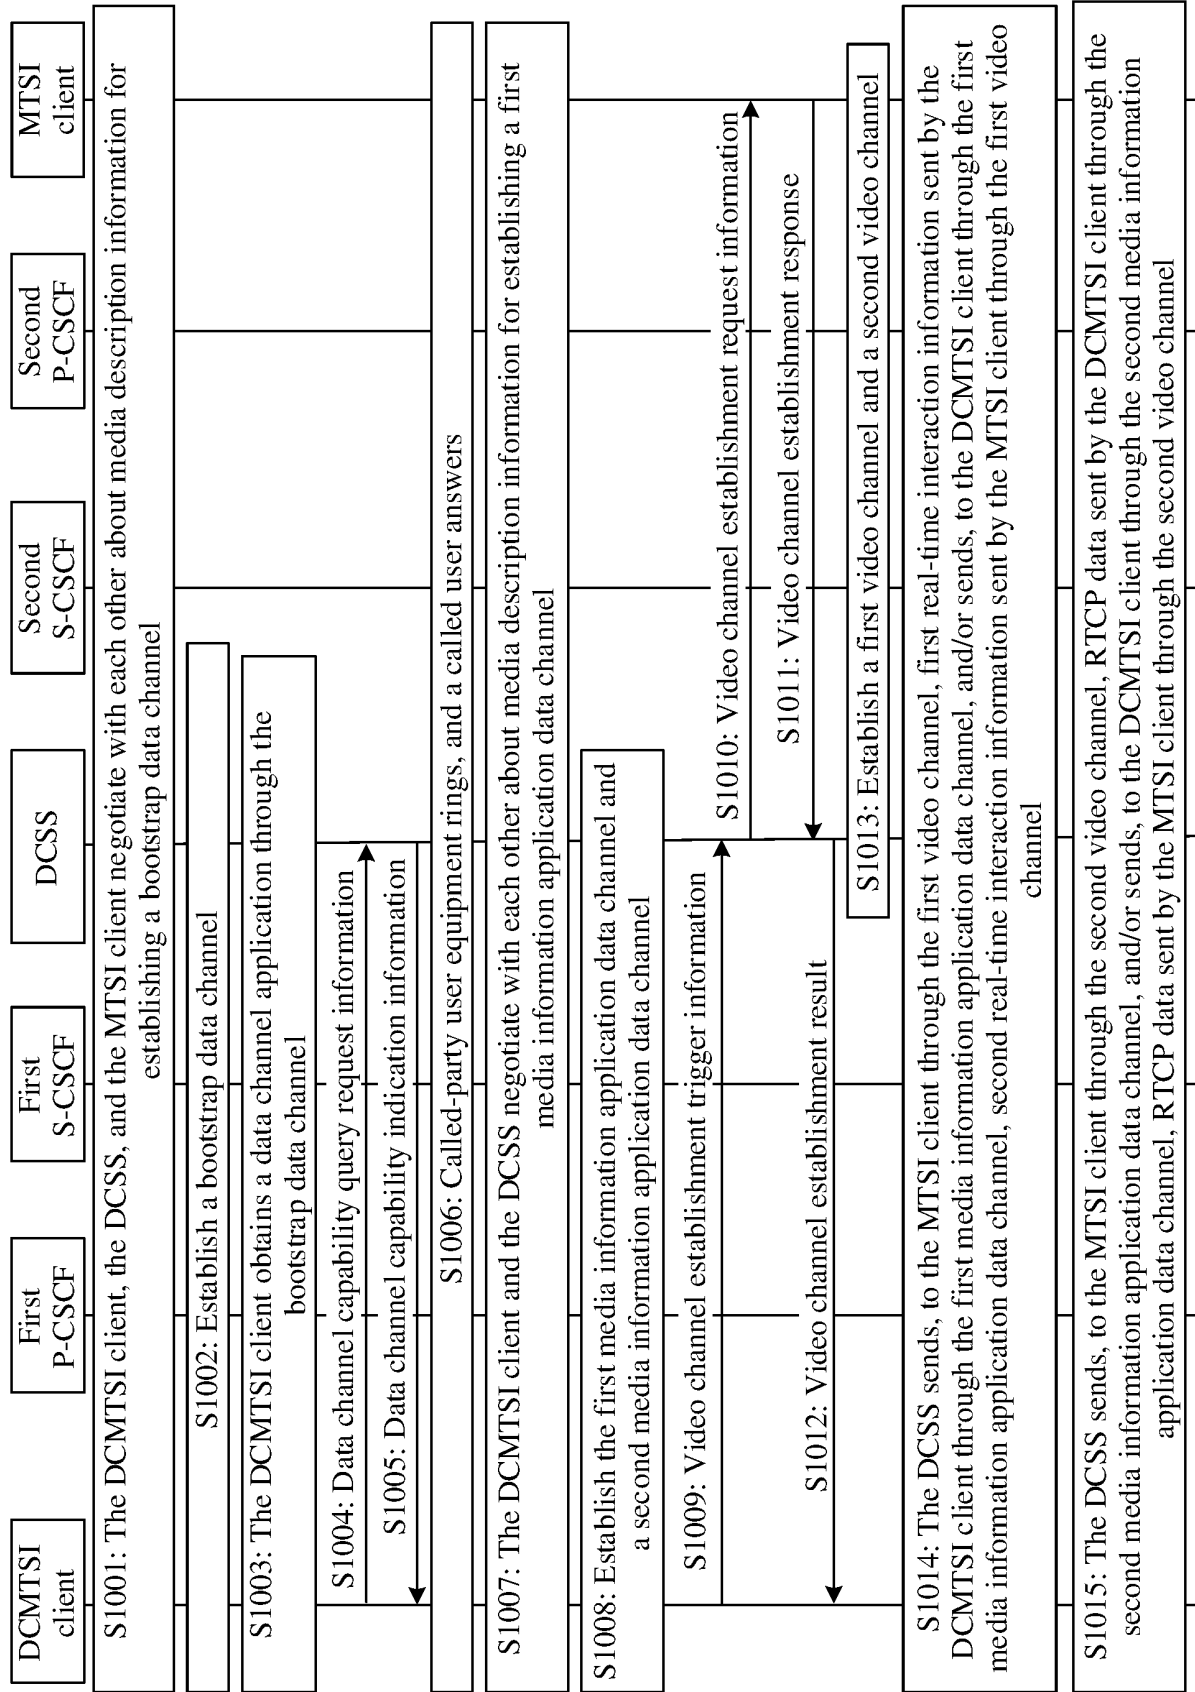 DCMTSI
client
First
P-CSCF
First
S-CSCF
DCSS
Second
S-CSCF
Second
P-CSCF
MTSI
client
S1001: The DCMTSI client, the DCSS, and the MTSI client negotiate with each other about media description information for
establishing a bootstrap data channel
S1002: Establish a bootstrap data channel
S1003: The DCMTSI client obtains a data channel application through the
bootstrap data channel
S1004: Data channel capability query request information
S1005: Data channel capability indication information
S1006: Called-party user equipment rings, and a called user answers
S1007: The DCMTSI client and the DCSS negotiate with each other about media description information for establishing a first
media information application data channel
S1008: Establish the first media information application data channel and
a second media information application data channel
S1009: Video channel establishment trigger information
S1010: Video channel establishment request information
S1011: Video channel establishment response
S1012: Video channel establishment result
S1013: Establish a first video channel and a second video channel
S1014: The DCSS sends, to the MTSI client through the first video channel, first real-time interaction information sent by the
DCMTSI client through the first media information application data channel, and/or sends, to the DCMTSI client through the first
media information application data channel, second real-time interaction information sent by the MTSI client through the first video
channel
S1015: The DCSS sends, to the MTSI client through the second video channel, RTCP data sent by the DCMTSI client through the
second media information application data channel, and/or sends, to the DCMTSI client through the second media information
application data channel, RTCP data sent by the MTSI client through the second video channel